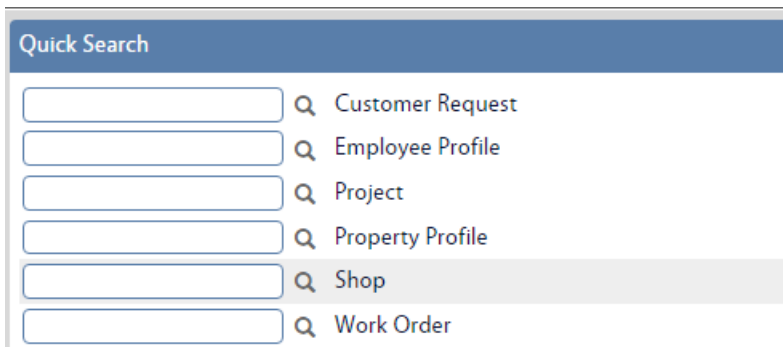 Quick Search
Customer Request
Employee Profile
Project
Property Profile
Shop
Work Order